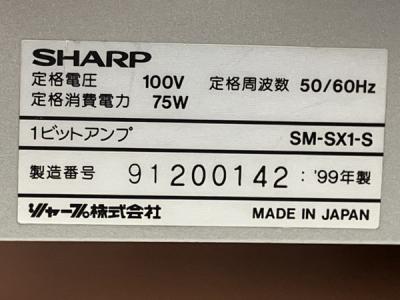 SHARP
定格電圧 100V 定格周波数 50/60Hz
定格消費電力 75W
1ビットアンプ SM-SX1-S
製造番号 91200142 : '99年製
シャープ株式会社 MADE IN JAPAN